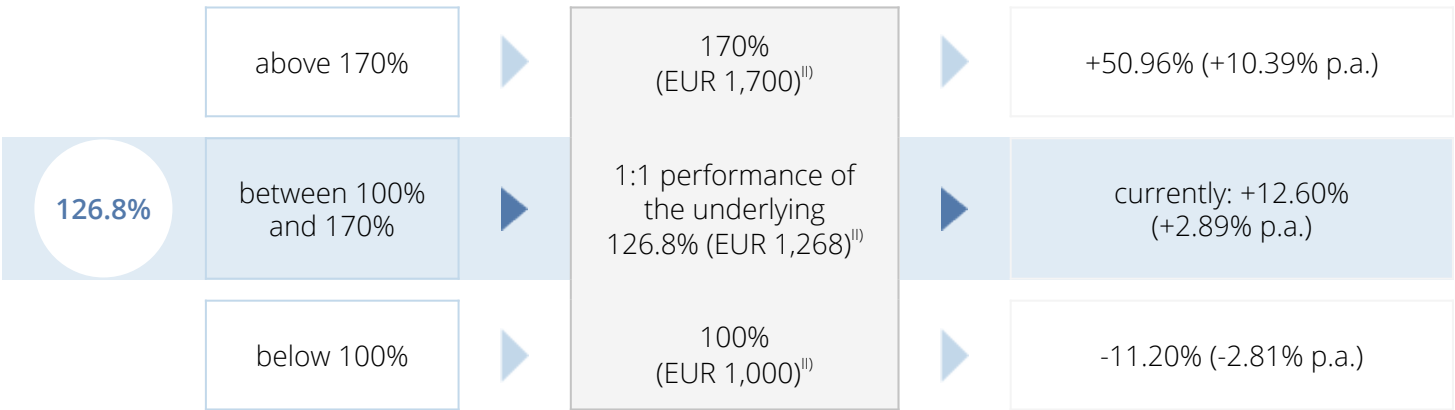 above 170%
170%
(EUR 1,700)II)
+50.96% (+10.39% p.a.)
126.8%
between 100%
and 170%
1:1 performance of
the underlying
126.8% (EUR 1,268)II)
currently: +12.60%
(+2.89% p.a.)
below 100%
100%
(EUR 1,000)II)
-11.20% (-2.81% p.a.)